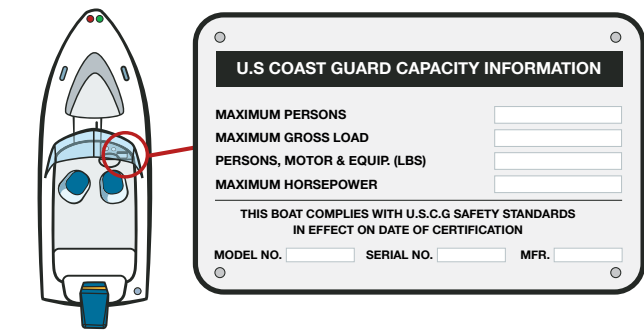 U.S COAST GUARD CAPACITY INFORMATION
MAXIMUM PERSONS
MAXIMUM GROSS LOAD
PERSONS, MOTOR & EQUIP. (LBS)
MAXIMUM HORSEPOWER
THIS BOAT COMPLIES WITH U.S.C.G SAFETY STANDARDS
IN EFFECT ON DATE OF CERTIFICATION
MODEL NO. SERIAL NO. MFR.